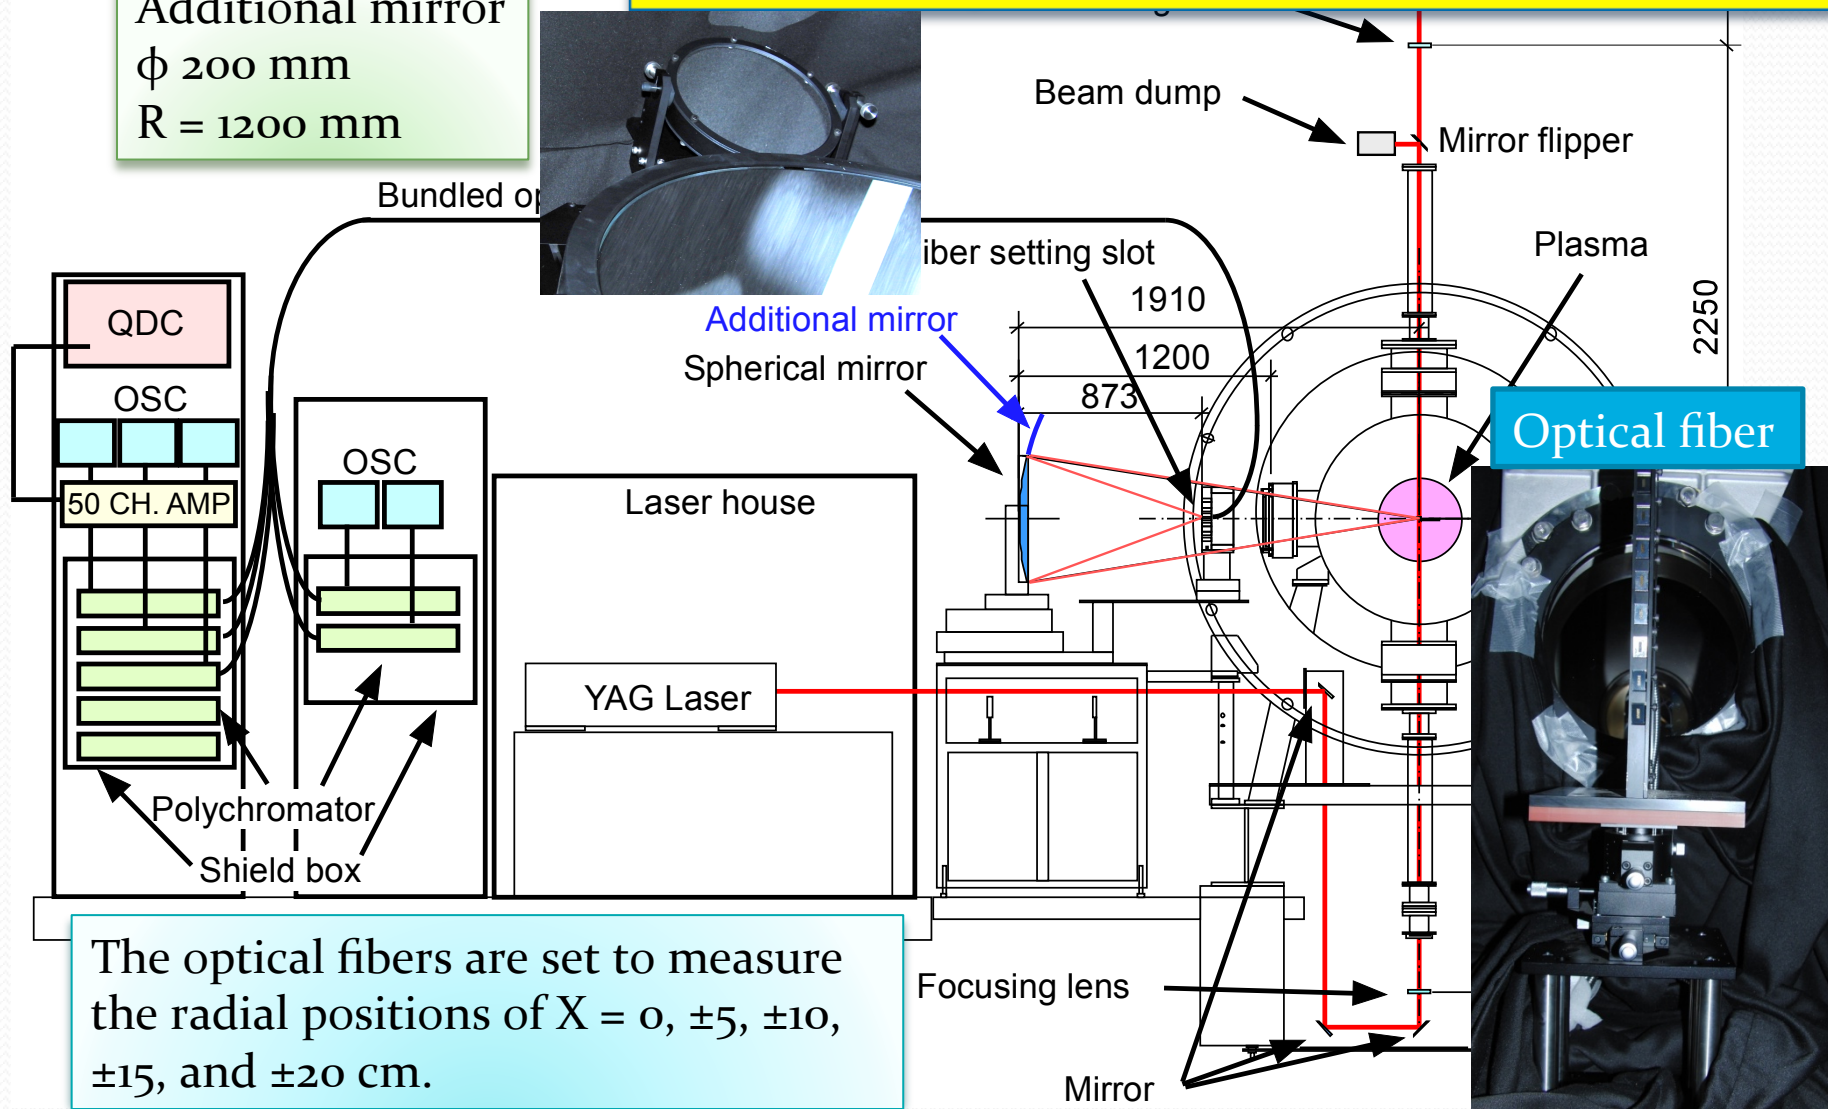 Additional mirror
ϕ 200 mm
R = 1200 mm
Beam dump
Mirror flipper
Bundled
Plasma
setting slot
1910
2250
Additional mirror
Spherical mirror
1200
873
QDC
OSC
50 CH. AMP
OSC
Laser house
Optical fiber
YAG Laser
Polychromator
Shield box
The optical fibers are set to measure
the radial positions of X = 0, ±5, ±10,
±15, and ±20 cm.
Focusing lens
Mirror